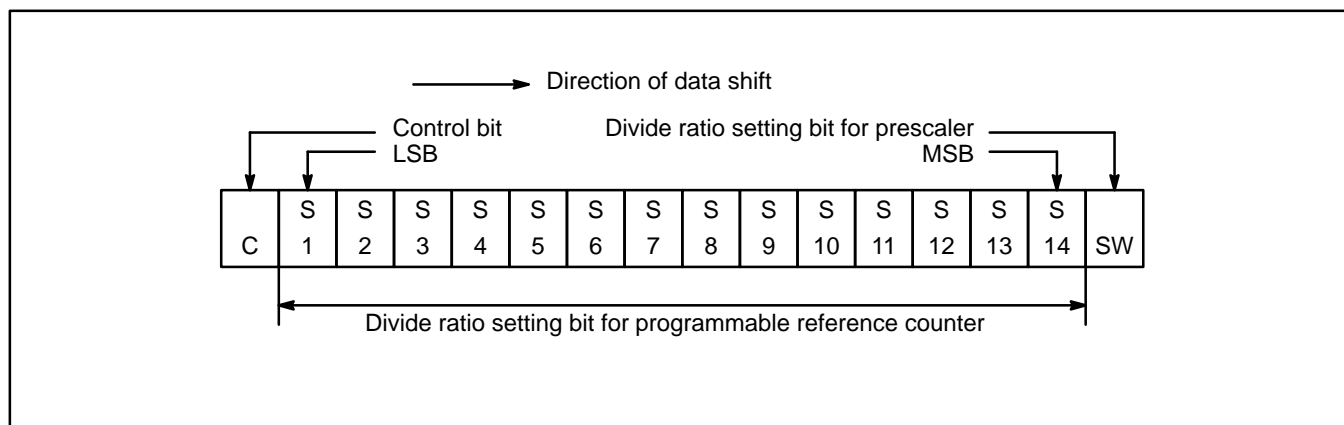 Direction of data shift
Control bit Divide ratio setting bit for prescaler
LSB MSB
S S S S S S S S S S S S S S
C 1 2 3 4 5 6 7 8 9 10 11 12 13 14 SW
Divide ratio setting bit for programmable reference counter